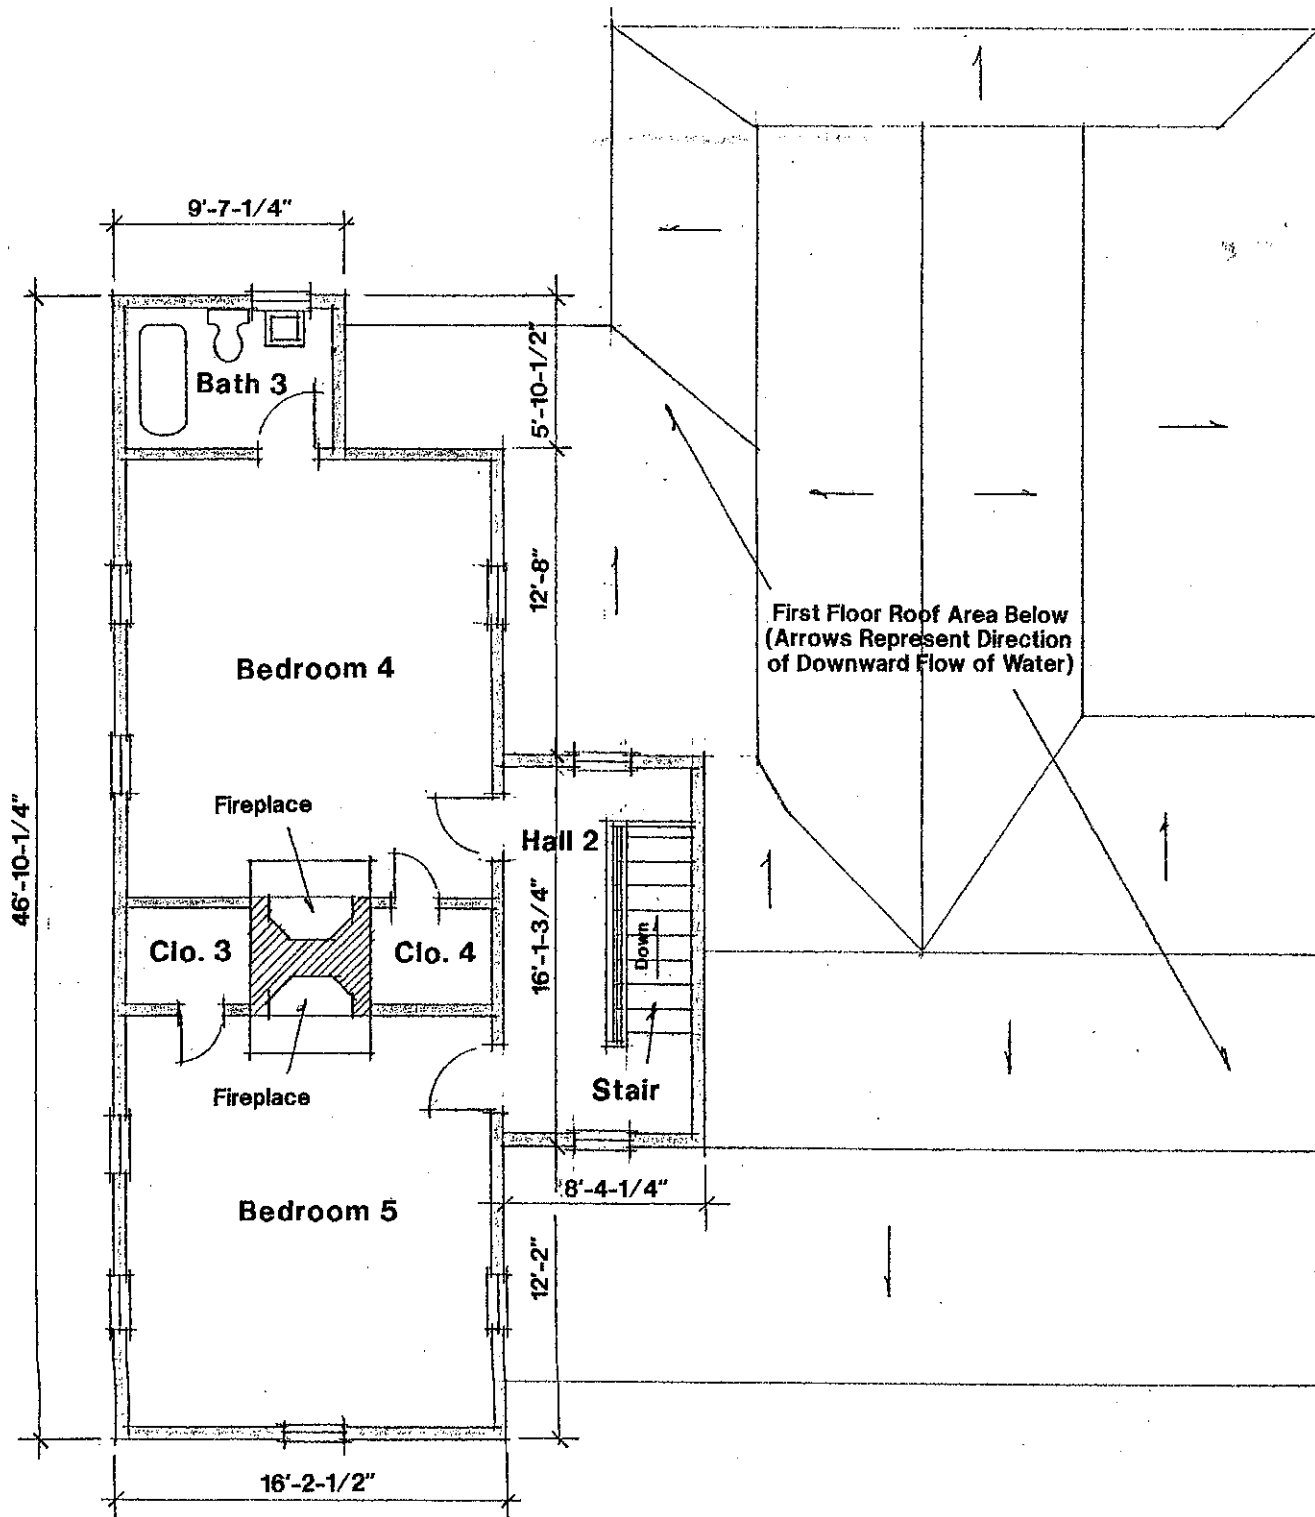 9'-7-1/4"
5'-10-1/2"
Bath 3
12'-8"
First Floor Roof Area Below
(Arrows Represent Direction
of Downward Flow of Water)
Bedroom 4
Fireplace
Hall 2
46'-10-1/4"
Clo. 3
Clo. 4
16'-1-3/4"
Down
Fireplace
Stair
8'-4-1/4"
Bedroom 5
12'-2"
16'-2-1/2"